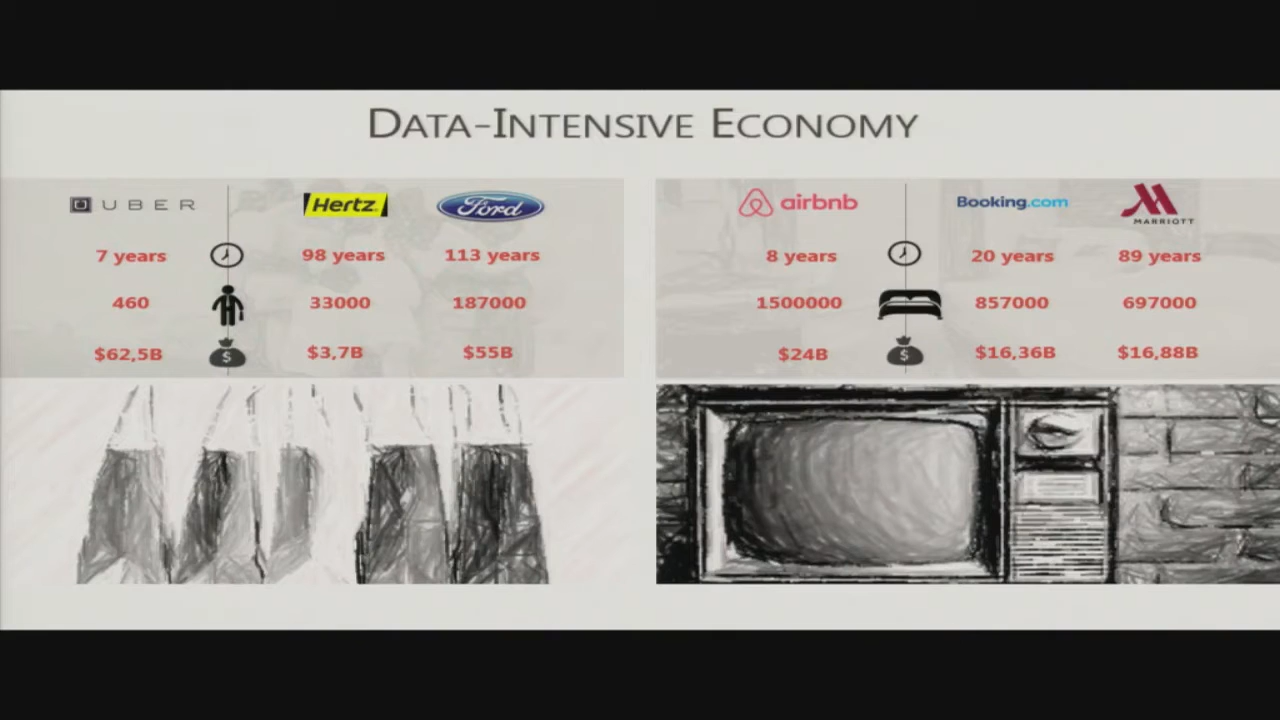 DATA-INTENSIVE ECONOMY
UBER Hertz Ford
7 years 98 years 113 years
460 33000 187000
$62,5B $ $3,7B $55B
airbnb Booking.com MARRIOTT
8 years 20 years 89 years
1500000 857000 697000
$24B $ $16,36B $16,88B